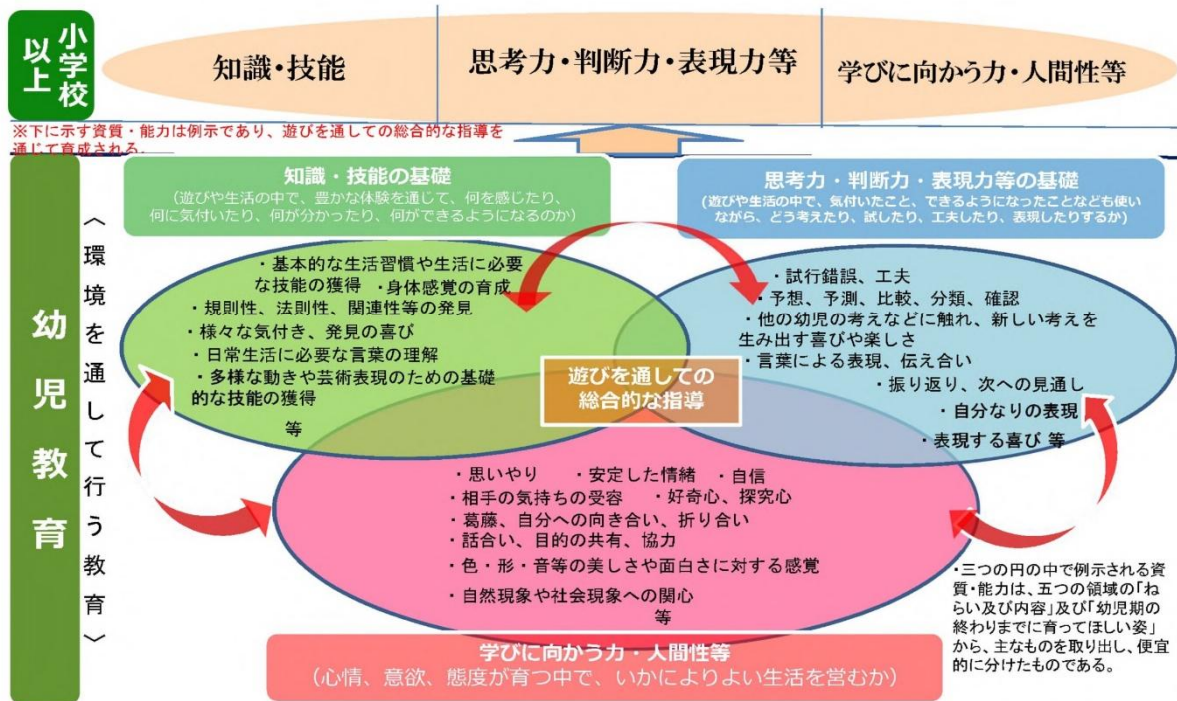 小学校
以上
知識・技能
思考力・判断力・表現力等
学びに向かう力・人間性等
※下に示す資質・能力は例示であり、遊びを通しての総合的な指導を
通じて育成される。
幼児教育
〈環境を通して行う教育〉
知識・技能の基礎
(遊びや生活の中で、豊かな体験を通じて、何を感じたり、
何に気付いたり、何が分かったり、何ができるようになるのか)
思考力・判断力・表現力等の基礎
(遊びや生活の中で、気付いたこと、できるようになったことなども使い
ながら、どう考えたり、試したり、工夫したり、表現したりするか)
・基本的な生活習慣や生活に必要
な技能の獲得 ・身体感覚の育成
・規則性、法則性、関連性等の発見
・様々な気付き、発見の喜び
・日常生活に必要な言葉の理解
・多様な動きや芸術表現のための基礎
的な技能の獲得
等
・試行錯誤、工夫
・予想、予測、比較、分類、確認
・他の幼児の考えなどに触れ、新しい考えを
生み出す喜びや楽しさ
・言葉による表現、伝え合い
・振り返り、次への見通し
・自分なりの表現
・表現する喜び 等
遊びを通しての
総合的な指導
・思いやり ・安定した情緒 ・自信
・相手の気持ちの受容 ・好奇心、探究心
・葛藤、自分への向き合い、折り合い
・話合い、目的の共有、協力
・色・形・音等の美しさや面白さに対する感覚
・自然現象や社会現象への関心
等
学びに向かう力・人間性等
(心情、意欲、態度が育つ中で、いかによりよい生活を営むか)
・三つの円の中で例示される資
質・能力は、五つの領域の「ね
らい及び内容」及び「幼児期の
終わりまでに育ってほしい姿」
から、主なものを取り出し、便宜
的に分けたものである。